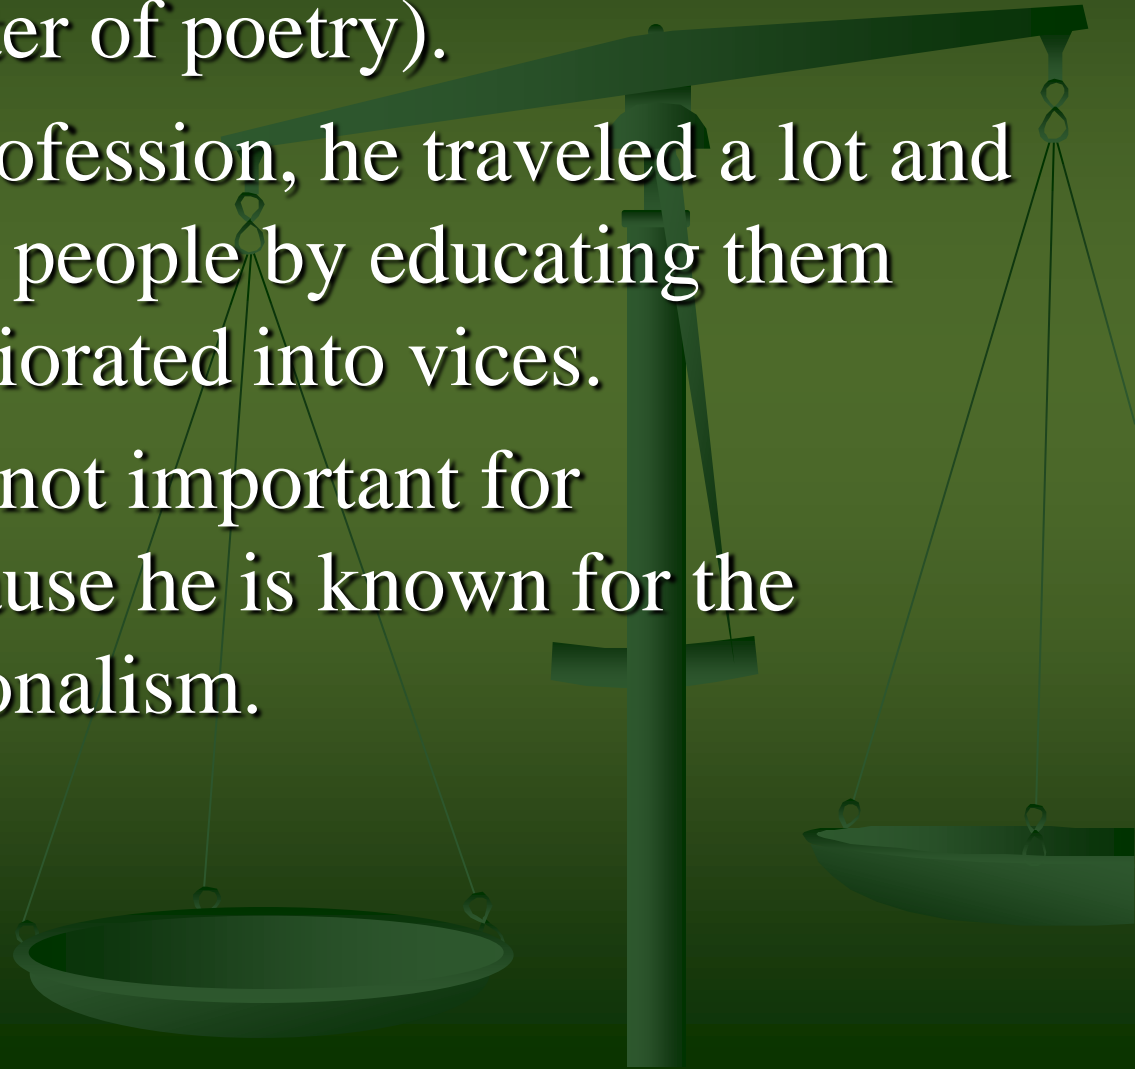 er of poetry).
ofession, he traveled a lot and
people by educating them
iorated into vices.
not important for
use he is known for the
onalism.